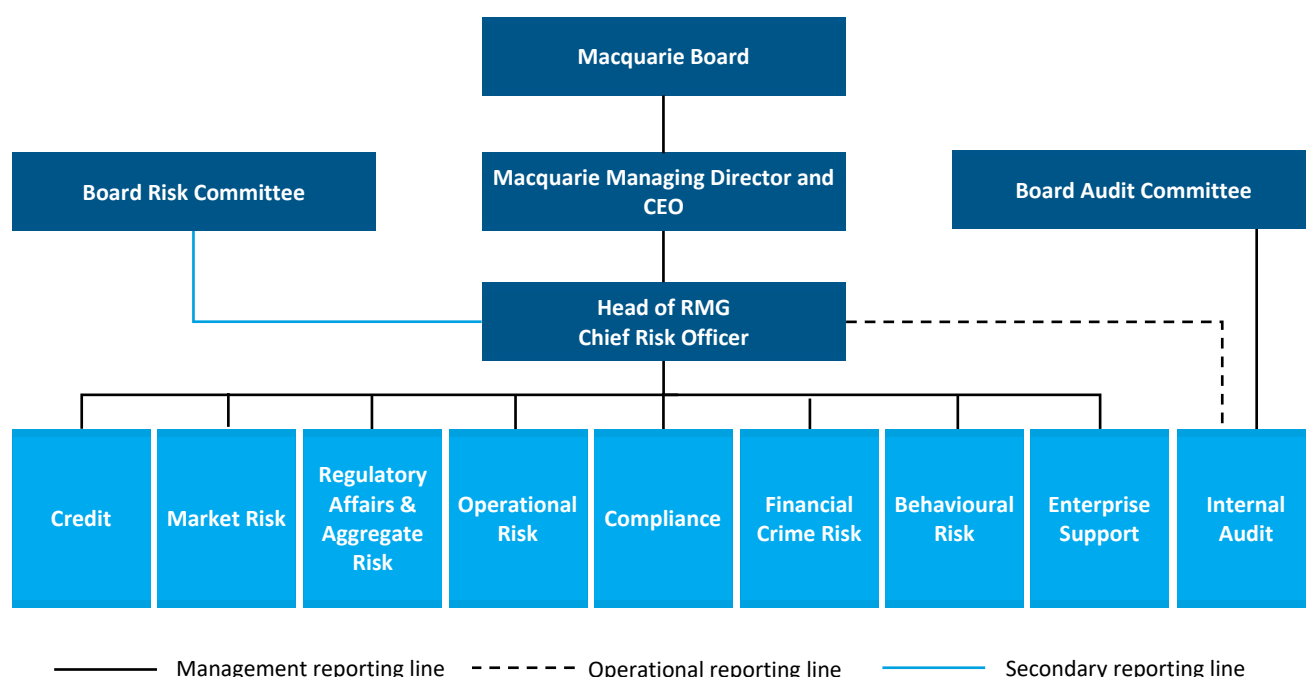 Macquarie Board
Board Risk Committee
Macquarie Managing Director and
CEO
Board Audit Committee
Head of RMG
Chief Risk Officer
Credit
Market Risk
Regulatory
Affairs &
Aggregate
Risk
Operational
Risk
Compliance
Financial
Crime Risk
Behavioural
Risk
Enterprise
Support
Internal
Audit
Management reporting line
Operational reporting line
Secondary reporting line